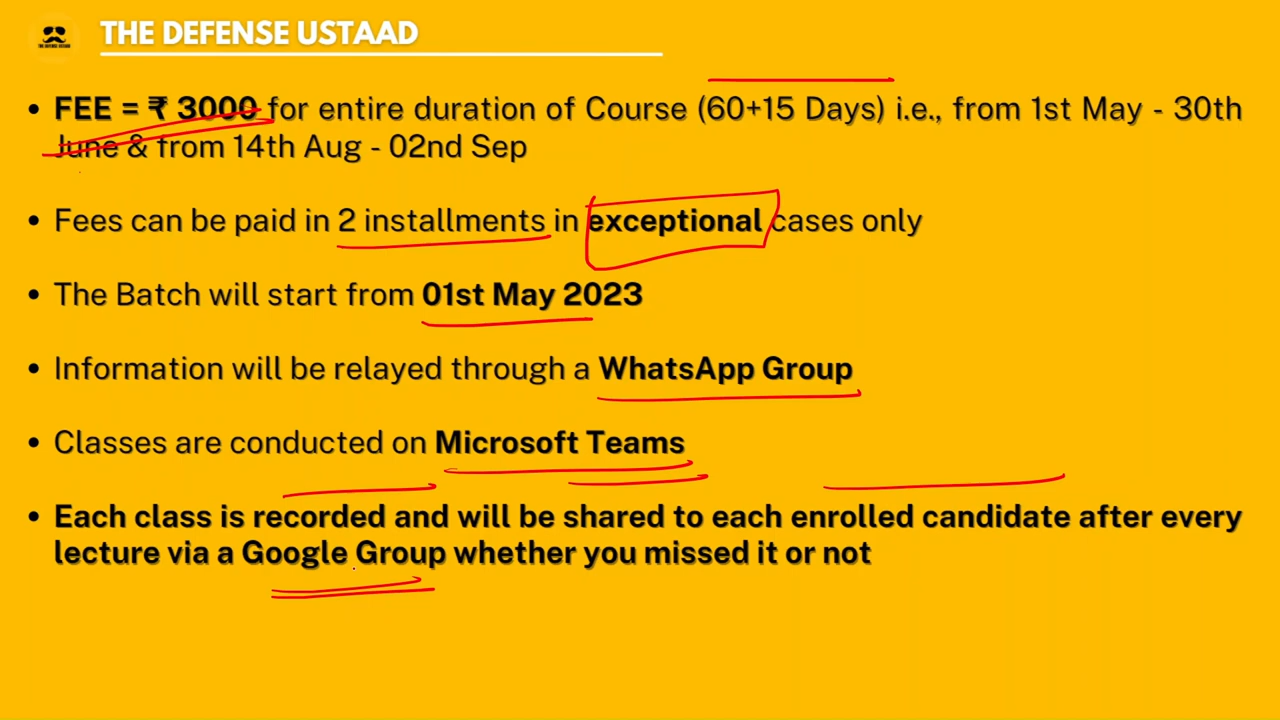 THE DEFENSE USTAAD
THE DEFENSE USTAAD
• FEE = ₹ 3000 for entire duration of Course (60+15 Days) i.e., from 1st May - 30th
June & from 14th Aug - 02nd Sep
• Fees can be paid in 2 installments in exceptional cases only
• The Batch will start from 01st May 2023
• Information will be relayed through a WhatsApp Group
• Classes are conducted on Microsoft Teams
• Each class is recorded and will be shared to each enrolled candidate after every
lecture via a Google Group whether you missed it or not